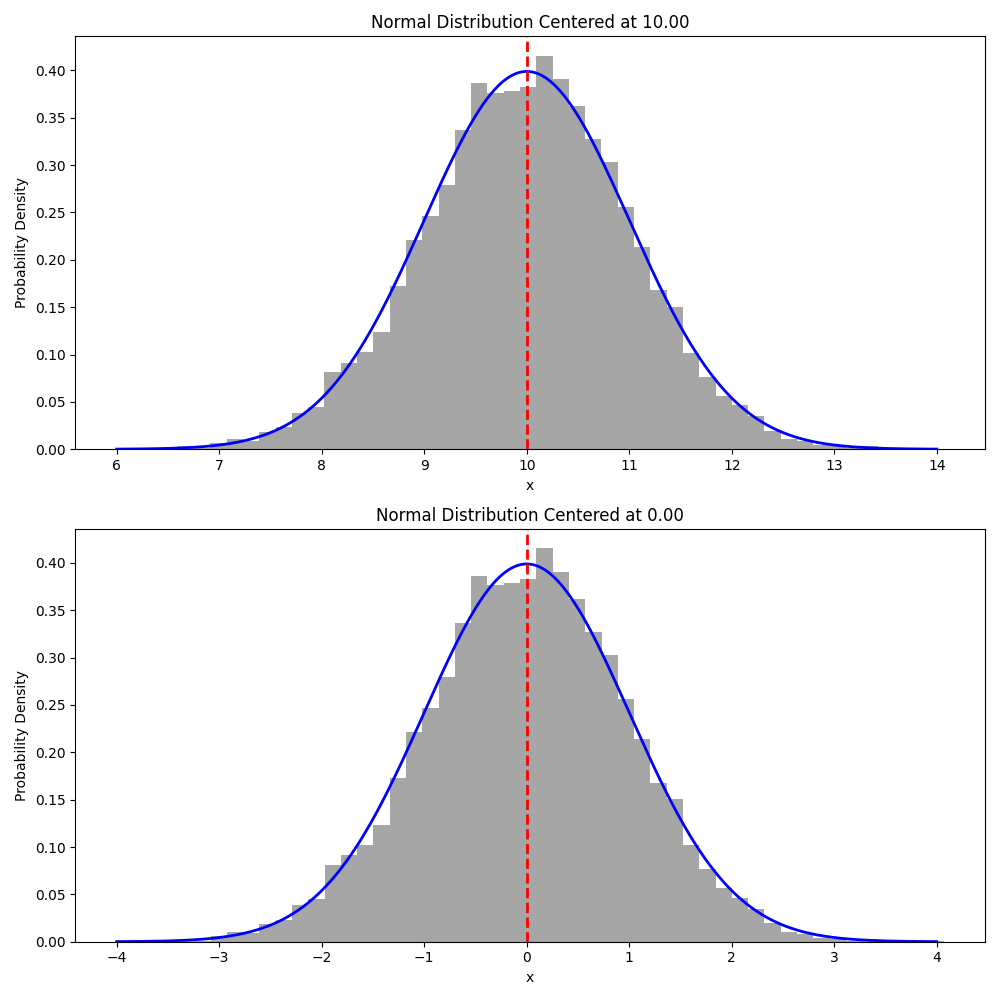 Normal Distribution Centered at 10.00
Probability Density
0.40
0.35
0.30
0.25
0.20
0.15
0.10
0.05
0.00
6 7 8 9 10 11 12 13 14
x
Normal Distribution Centered at 0.00
Probability Density
0.40
0.35
0.30
0.25
0.20
0.15
0.10
0.05
0.00
−4 −3 −2 −1 0 1 2 3 4
x